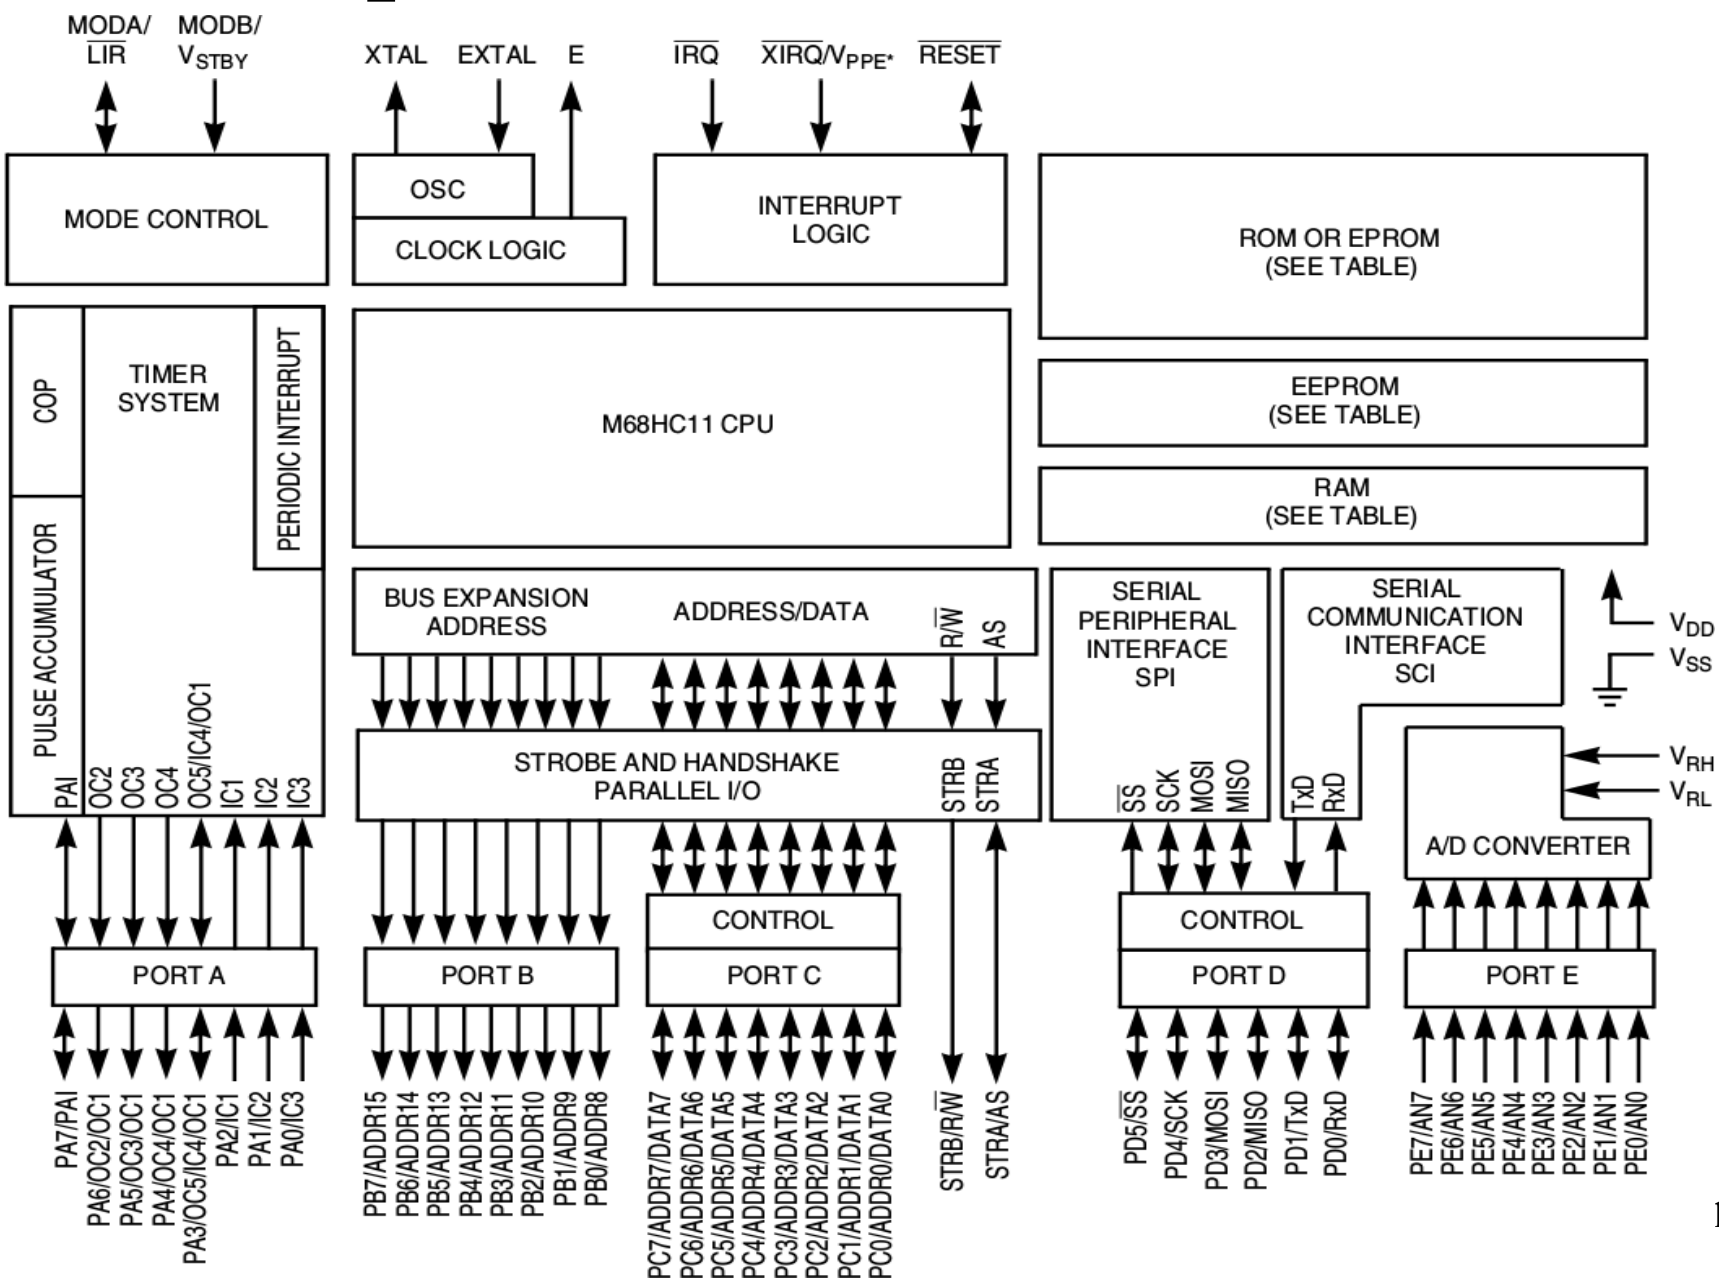 MODA/
LIR
MODB/
VSTBY
XTAL
EXTAL
E
IRQ
XIRQ/VPPE*
RESET
MODE CONTROL
OSC
CLOCK LOGIC
INTERRUPT
LOGIC
ROM OR EPROM
(SEE TABLE)
COP
TIMER
SYSTEM
PERIODIC INTERRUPT
M68HC11 CPU
EEPROM
(SEE TABLE)
RAM
(SEE TABLE)
PULSE ACCUMULATOR
PAI
OC2
OC3
OC4
OC5/IC4/OC1
IC1
IC2
IC3
BUS EXPANSION
ADDRESS
ADDRESS/DATA
R/W
AS
STROBE AND HANDSHAKE
PARALLEL I/O
STRB
STRA
SERIAL
PERIPHERAL
INTERFACE
SPI
SS
SCK
MOSI
MISO
SERIAL
COMMUNICATION
INTERFACE
SCI
TxD
RxD
VDD
VSS
VRH
VRL
A/D CONVERTER
CONTROL
CONTROL
PORT A
PORT B
PORT C
PORT D
PORT E
PA7/PAI
PA6/OC2/OC1
PA5/OC3/OC1
PA4/OC4/OC1
PA3/OC5/IC4/OC1
PA2/IC1
PA1/IC2
PA0/IC3
PB7/ADDR15
PB6/ADDR14
PB5/ADDR13
PB4/ADDR12
PB3/ADDR11
PB2/ADDR10
PB1/ADDR9
PB0/ADDR8
PC7/ADDR7/DATA7
PC6/ADDR6/DATA6
PC5/ADDR5/DATA5
PC4/ADDR4/DATA4
PC3/ADDR3/DATA3
PC2/ADDR2/DATA2
PC1/ADDR1/DATA1
PC0/ADDR0/DATA0
STRB/R/W
STRA/AS
PD5/SS
PD4/SCK
PD3/MOSI
PD2/MISO
PD1/TxD
PD0/RxD
PE7/AN7
PE6/AN6
PE5/AN5
PE4/AN4
PE3/AN3
PE2/AN2
PE1/AN1
PE0/AN0